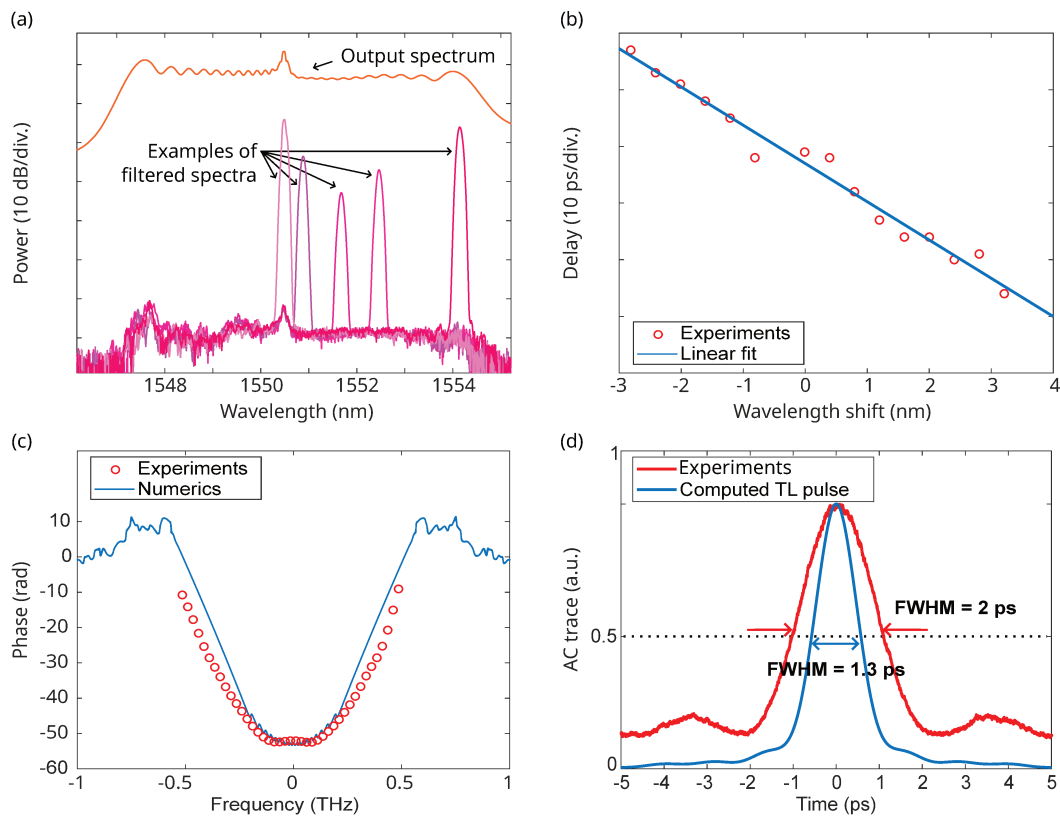 (a)
Output spectrum
Examples of
filtered spectra
Power (10 dB/div.)
1548
1550
1552
1554
Wavelength (nm)
(b)
Delay (10 ps/div.)
Experiments
Linear fit
-3
-2
-1
0
1
2
3
4
Wavelength shift (nm)
(c)
Experiments
Numerics
Phase (rad)
10
0
-10
-20
-30
-40
-50
-60
-1
-0.5
0
0.5
1
Frequency (THz)
(d)
Experiments
Computed TL pulse
AC trace (a.u.)
1
0.5
0
FWHM = 2 ps
FWHM = 1.3 ps
-5
-4
-3
-2
-1
0
1
2
3
4
5
Time (ps)